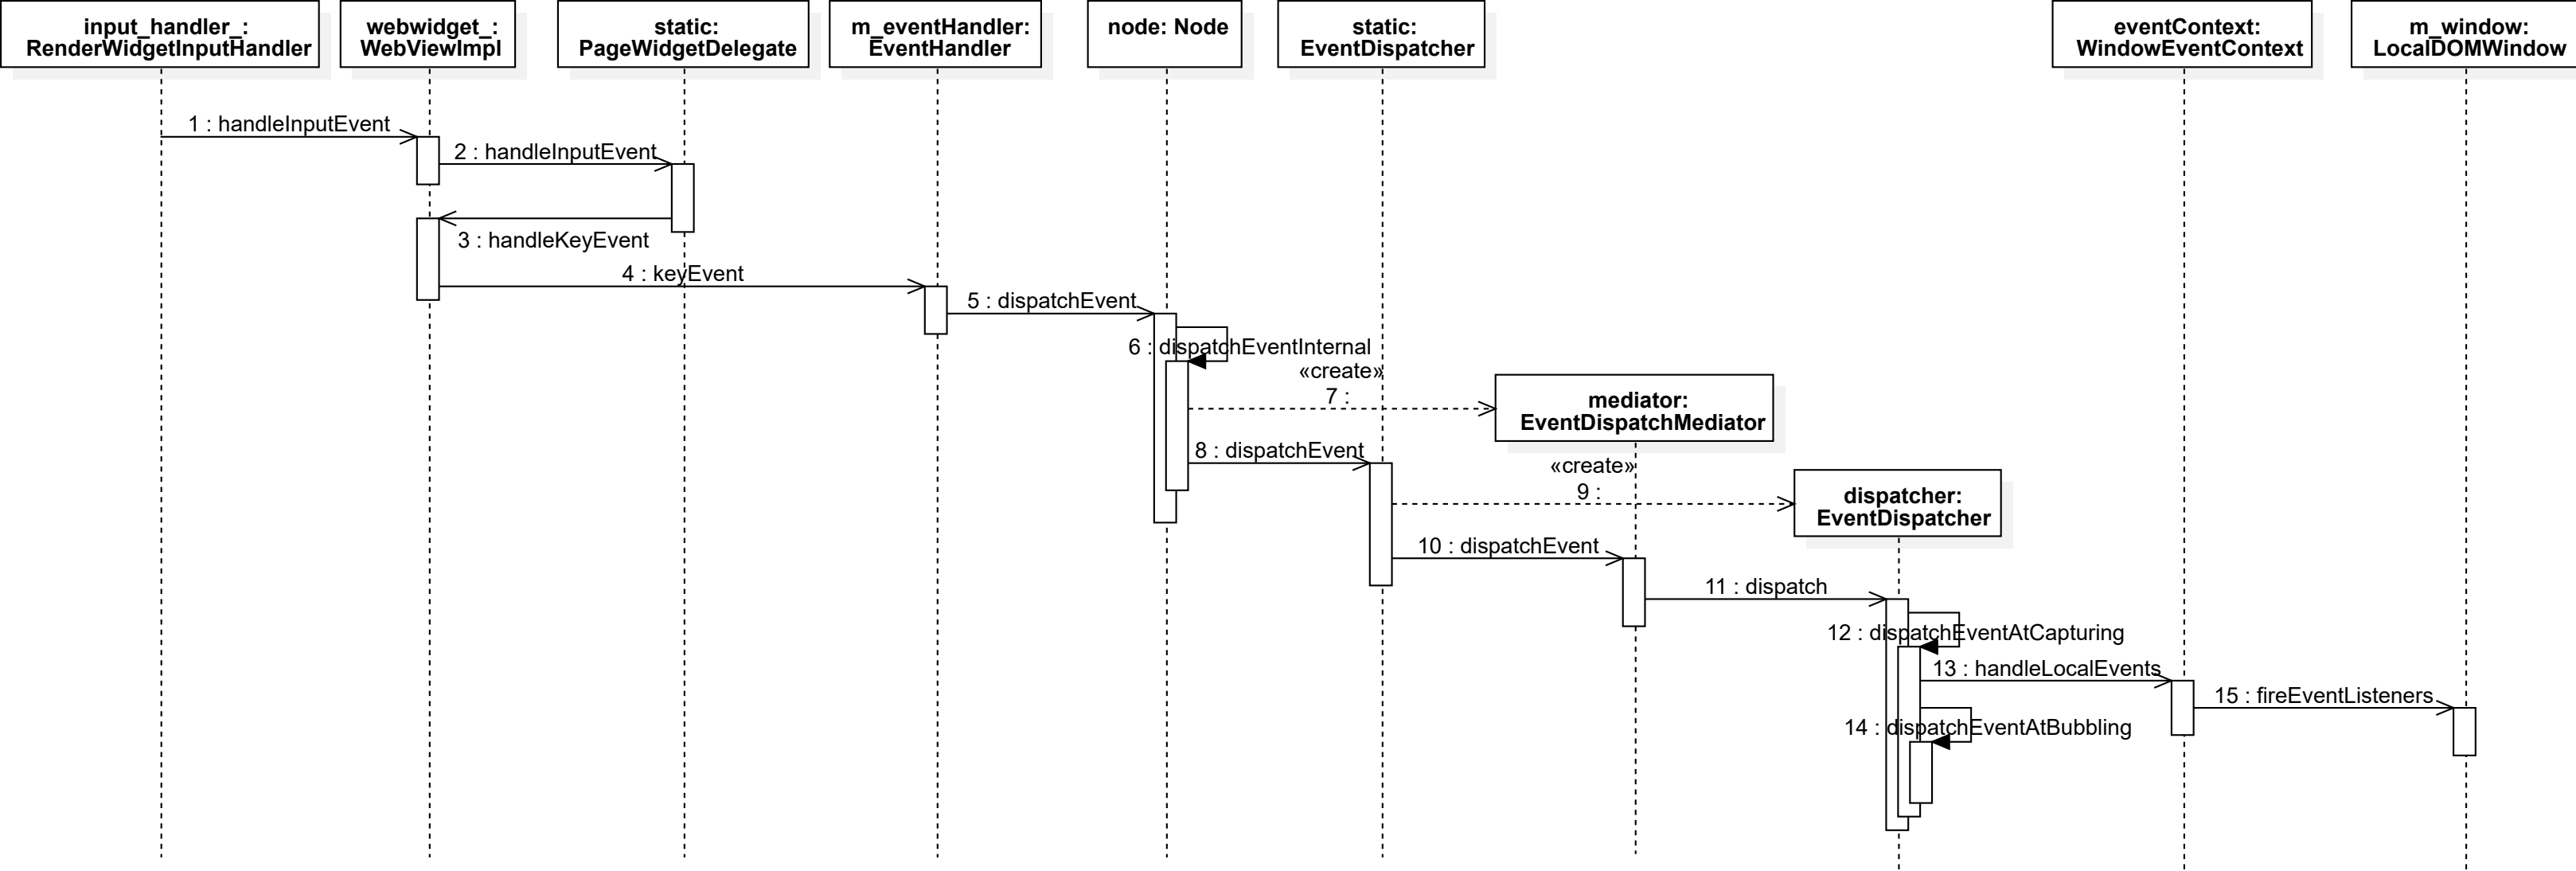 input_handler_:
RenderWidgetInputHandler
webwidget_:
WebViewImpl
static:
PageWidgetDelegate
m_eventHandler:
EventHandler
node: Node
static:
EventDispatcher
eventContext:
WindowEventContext
m_window:
LocalDOMWindow
1 : handleInputEvent
2 : handleInputEvent
3 : handleKeyEvent
4 : keyEvent
5 : dispatchEvent
6 : dispatchEventInternal
«create»
7 :
mediator:
EventDispatchMediator
8 : dispatchEvent
«create»
9 :
dispatcher:
EventDispatcher
10 : dispatchEvent
11 : dispatch
12 : dispatchEventAtCapturing
13 : handleLocalEvents
15 : fireEventListeners
14 : dispatchEventAtBubbling